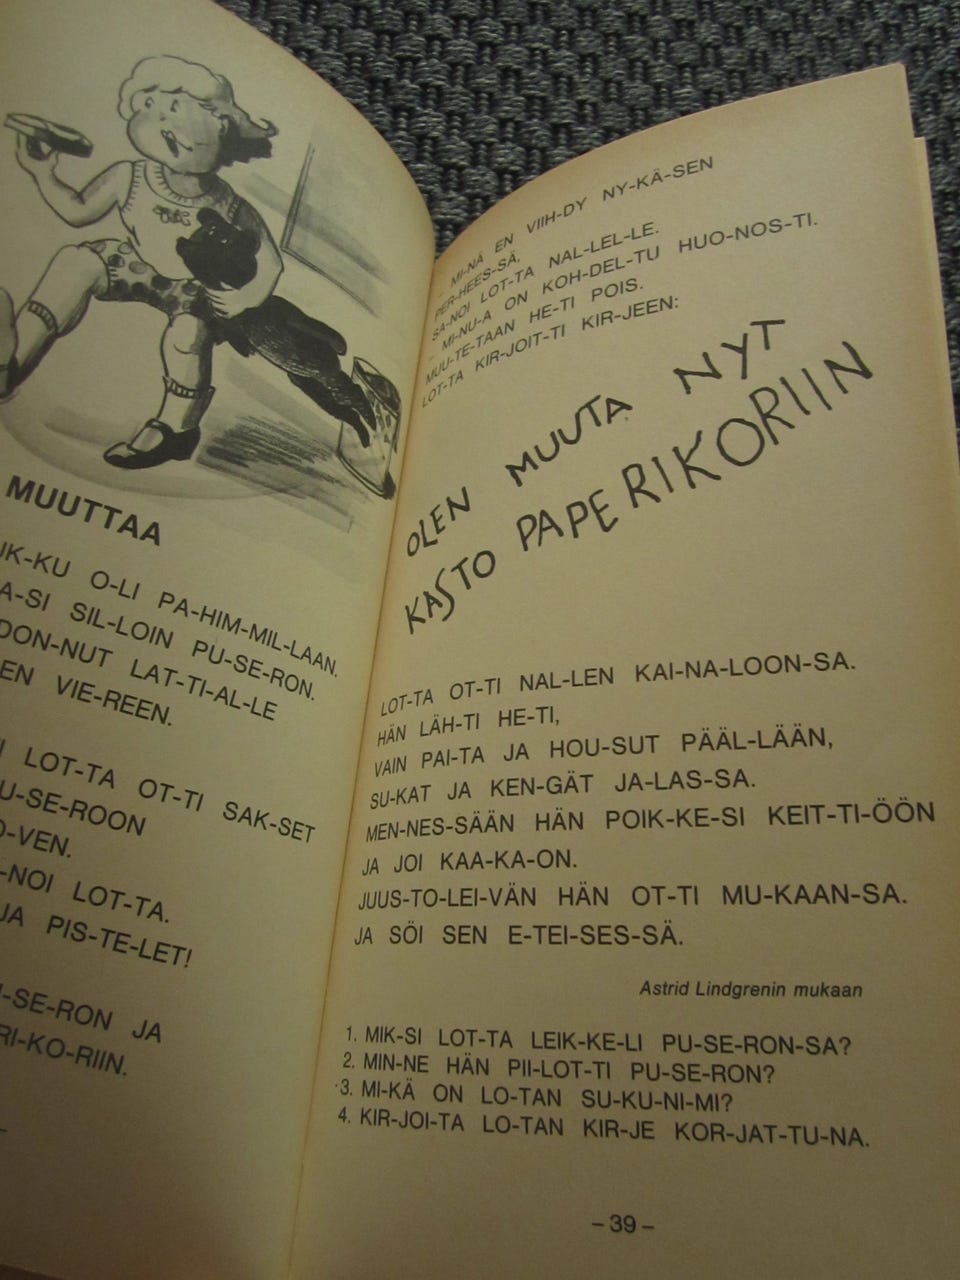 MUUTTAA
UK-KU O-LI PA-HIM-MIL-LAAN.
A-SI SIL-LOIN PU-SE-RON.
DON-NUT LAT-TI-AL-LE
EN VIE-REEN.
I LOT-TA OT-TI SAK-SET
U-SE-ROON
O-VEN.
-NOI LOT-TA.
JA PIS-TE-LET!
-SE-RON JA
RI-KO-RIIN.
– MI-NÄ EN VIIH-DY NY-KÄ-SEN
PER-HEES-SÄ,
SA-NOI LOT-TA NAL-LEL-LE.
– MI-NU-A ON KOH-DEL-TU HUO-NOS-TI.
MUU-TE-TAAN HE-TI POIS.
LOT-TA KIR-JOIT-TI KIR-JEEN:
OLEN MUUTA NYT
KASTO PAPERIKORIIN
LOT-TA OT-TI NAL-LEN KAI-NA-LOON-SA.
HÄN LÄH-TI HE-TI,
VAIN PAI-TA JA HOU-SUT PÄÄL-LÄÄN,
SU-KAT JA KEN-GÄT JA-LAS-SA.
MEN-NES-SÄÄN HÄN POIK-KE-SI KEIT-TI-ÖÖN
JA JOI KAA-KA-ON.
JUUS-TO-LEI-VÄN HÄN OT-TI MU-KAAN-SA.
JA SÖI SEN E-TEI-SES-SÄ.
Astrid Lindgrenin mukaan
1. MIK-SI LOT-TA LEIK-KE-LI PU-SE-RON-SA?
2. MIN-NE HÄN PII-LOT-TI PU-SE-RON?
3. MI-KÄ ON LO-TAN SU-KU-NI-MI?
4. KIR-JOI-TA LO-TAN KIR-JE KOR-JAT-TU-NA.
– 39 –